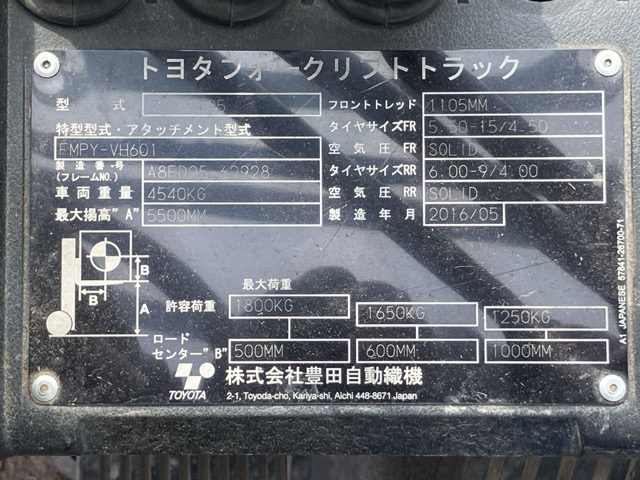 トヨタフォークリフトトラック
型 式
フロントトレッド 1105MM
特型型式・アタッチメント型式
タイヤサイズFR 5.50-15/4.50
FMPY-VH601
空気圧FR SOLID
製造番号
(フレームNO.)
タイヤサイズRR 6.00-9/4.00
車両重量 4540KG
空気圧RR SOLID
最大揚高"A" 5500MM
製造年月 2016/05
B
B
A
最大荷重
許容荷重 1800KG 1650KG 1250KG
ロード
センター"B" 500MM 600MM 1000MM
TOYOTA
株式会社豊田自動織機
2-1, Toyoda-cho, Kariya-shi, Aichi 448-8671 Japan
A1 JAPANESE 57841-26700-71